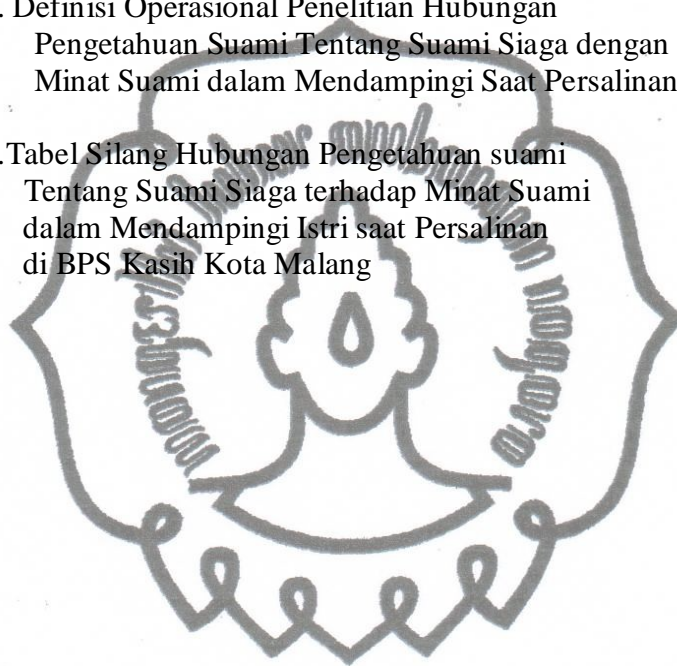 . Definisi Operasional Penelitian Hubungan
Pengetahuan Suami Tentang Suami Siaga dengan
Minat Suami dalam Mendampingi Saat Persalinan
.Tabel Silang Hubungan Pengetahuan suami
Tentang Suami Siaga terhadap Minat Suami
dalam Mendampingi Istri saat Persalinan
di BPS Kasih Kota Malang